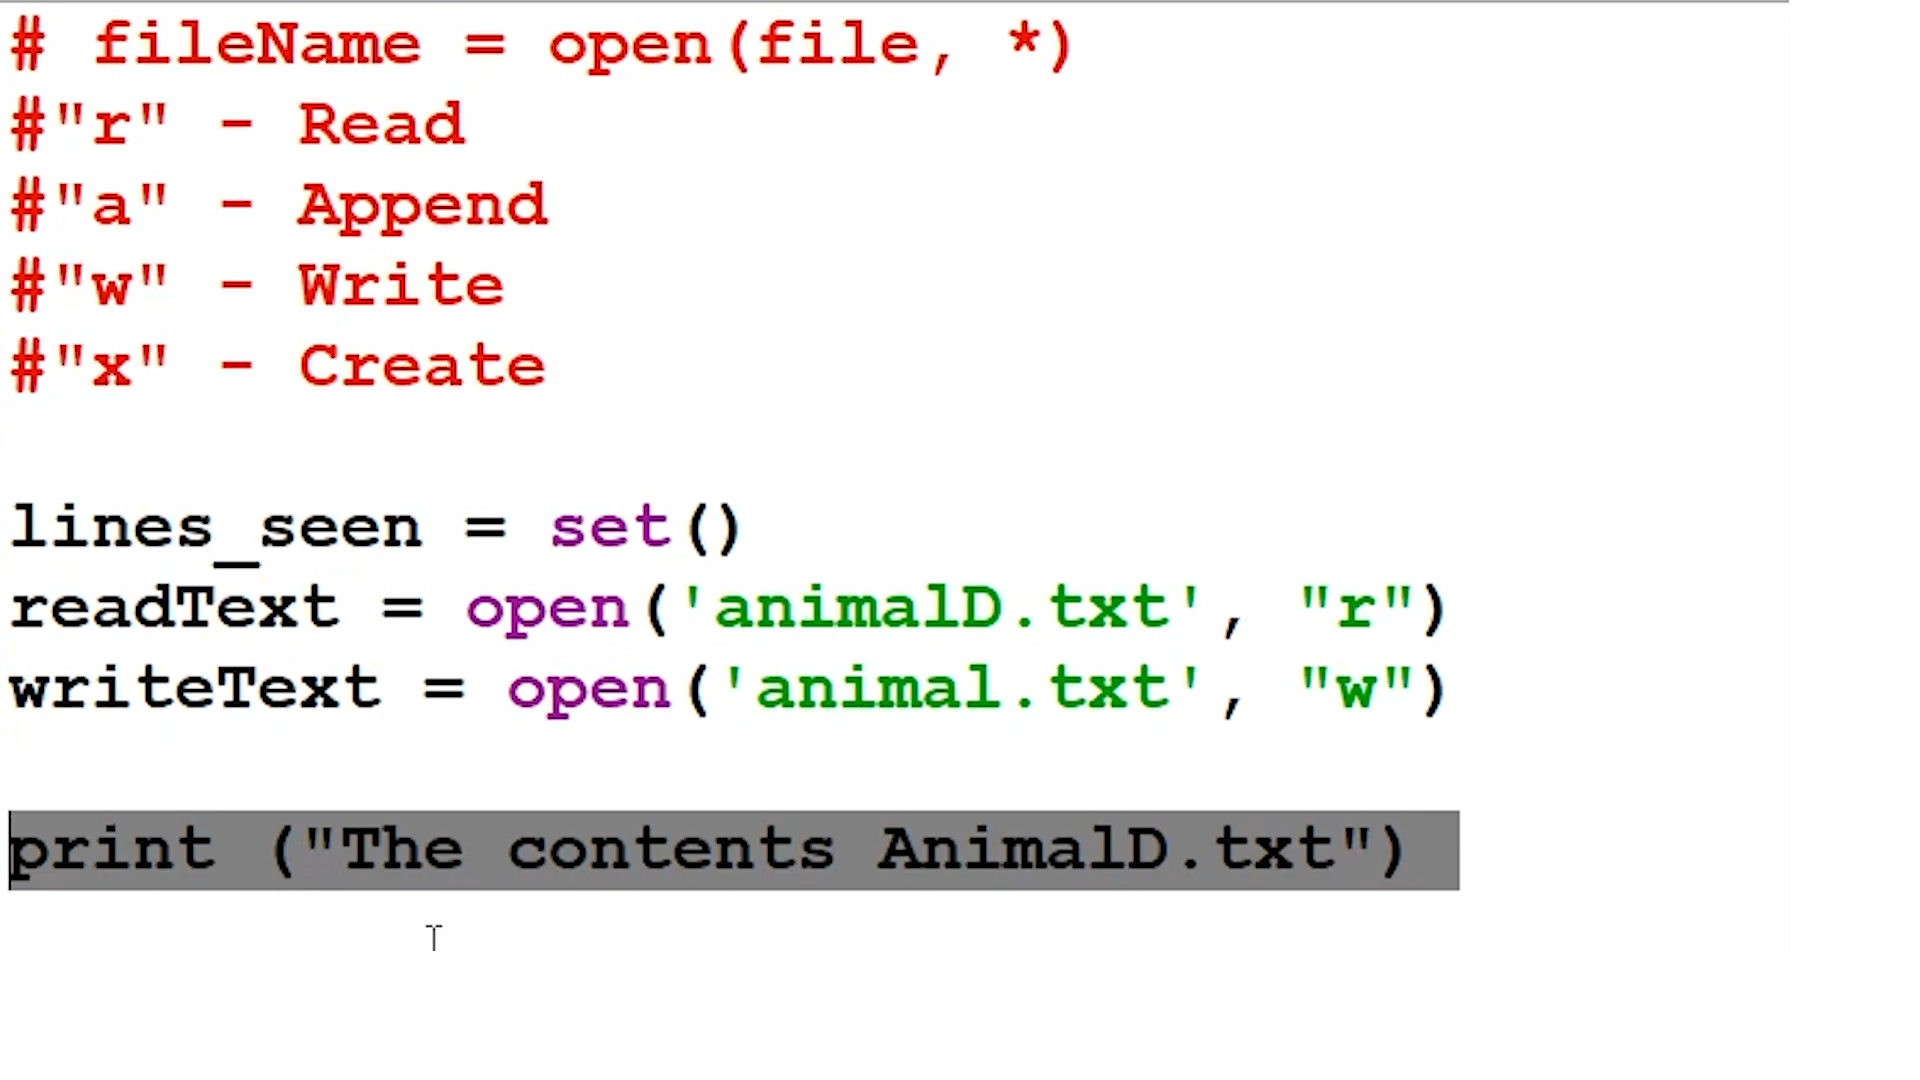 # fileName = open(file, *)
#"r" - Read
#"a" - Append
#"w" - Write
#"x" - Create
lines_seen = set()
readText = open('animalD.txt', "r")
writeText = open('animal.txt', "w")
print ("The contents AnimalD.txt")